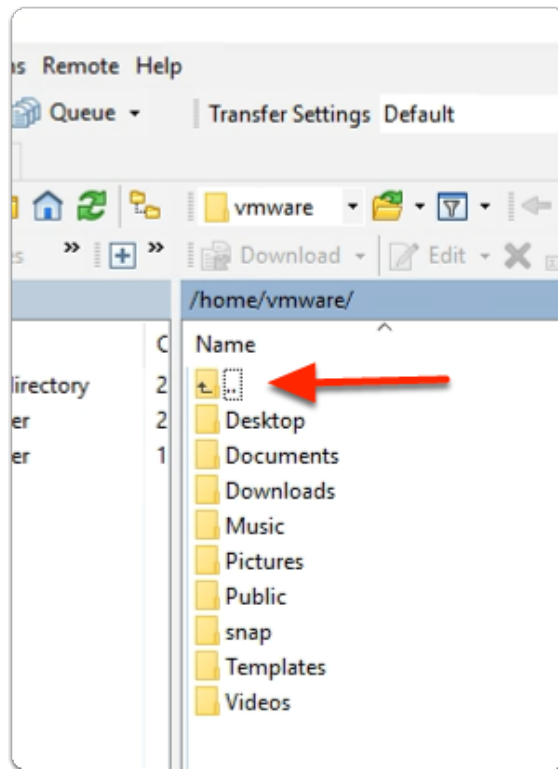 ns Remote Help
Queue
Transfer Settings Default
vmware
s » »
Download Edit
/home/vmware/
C Name
irectory 2 ..
er 2 Desktop
er 1 Documents
Downloads
Music
Pictures
Public
snap
Templates
Videos